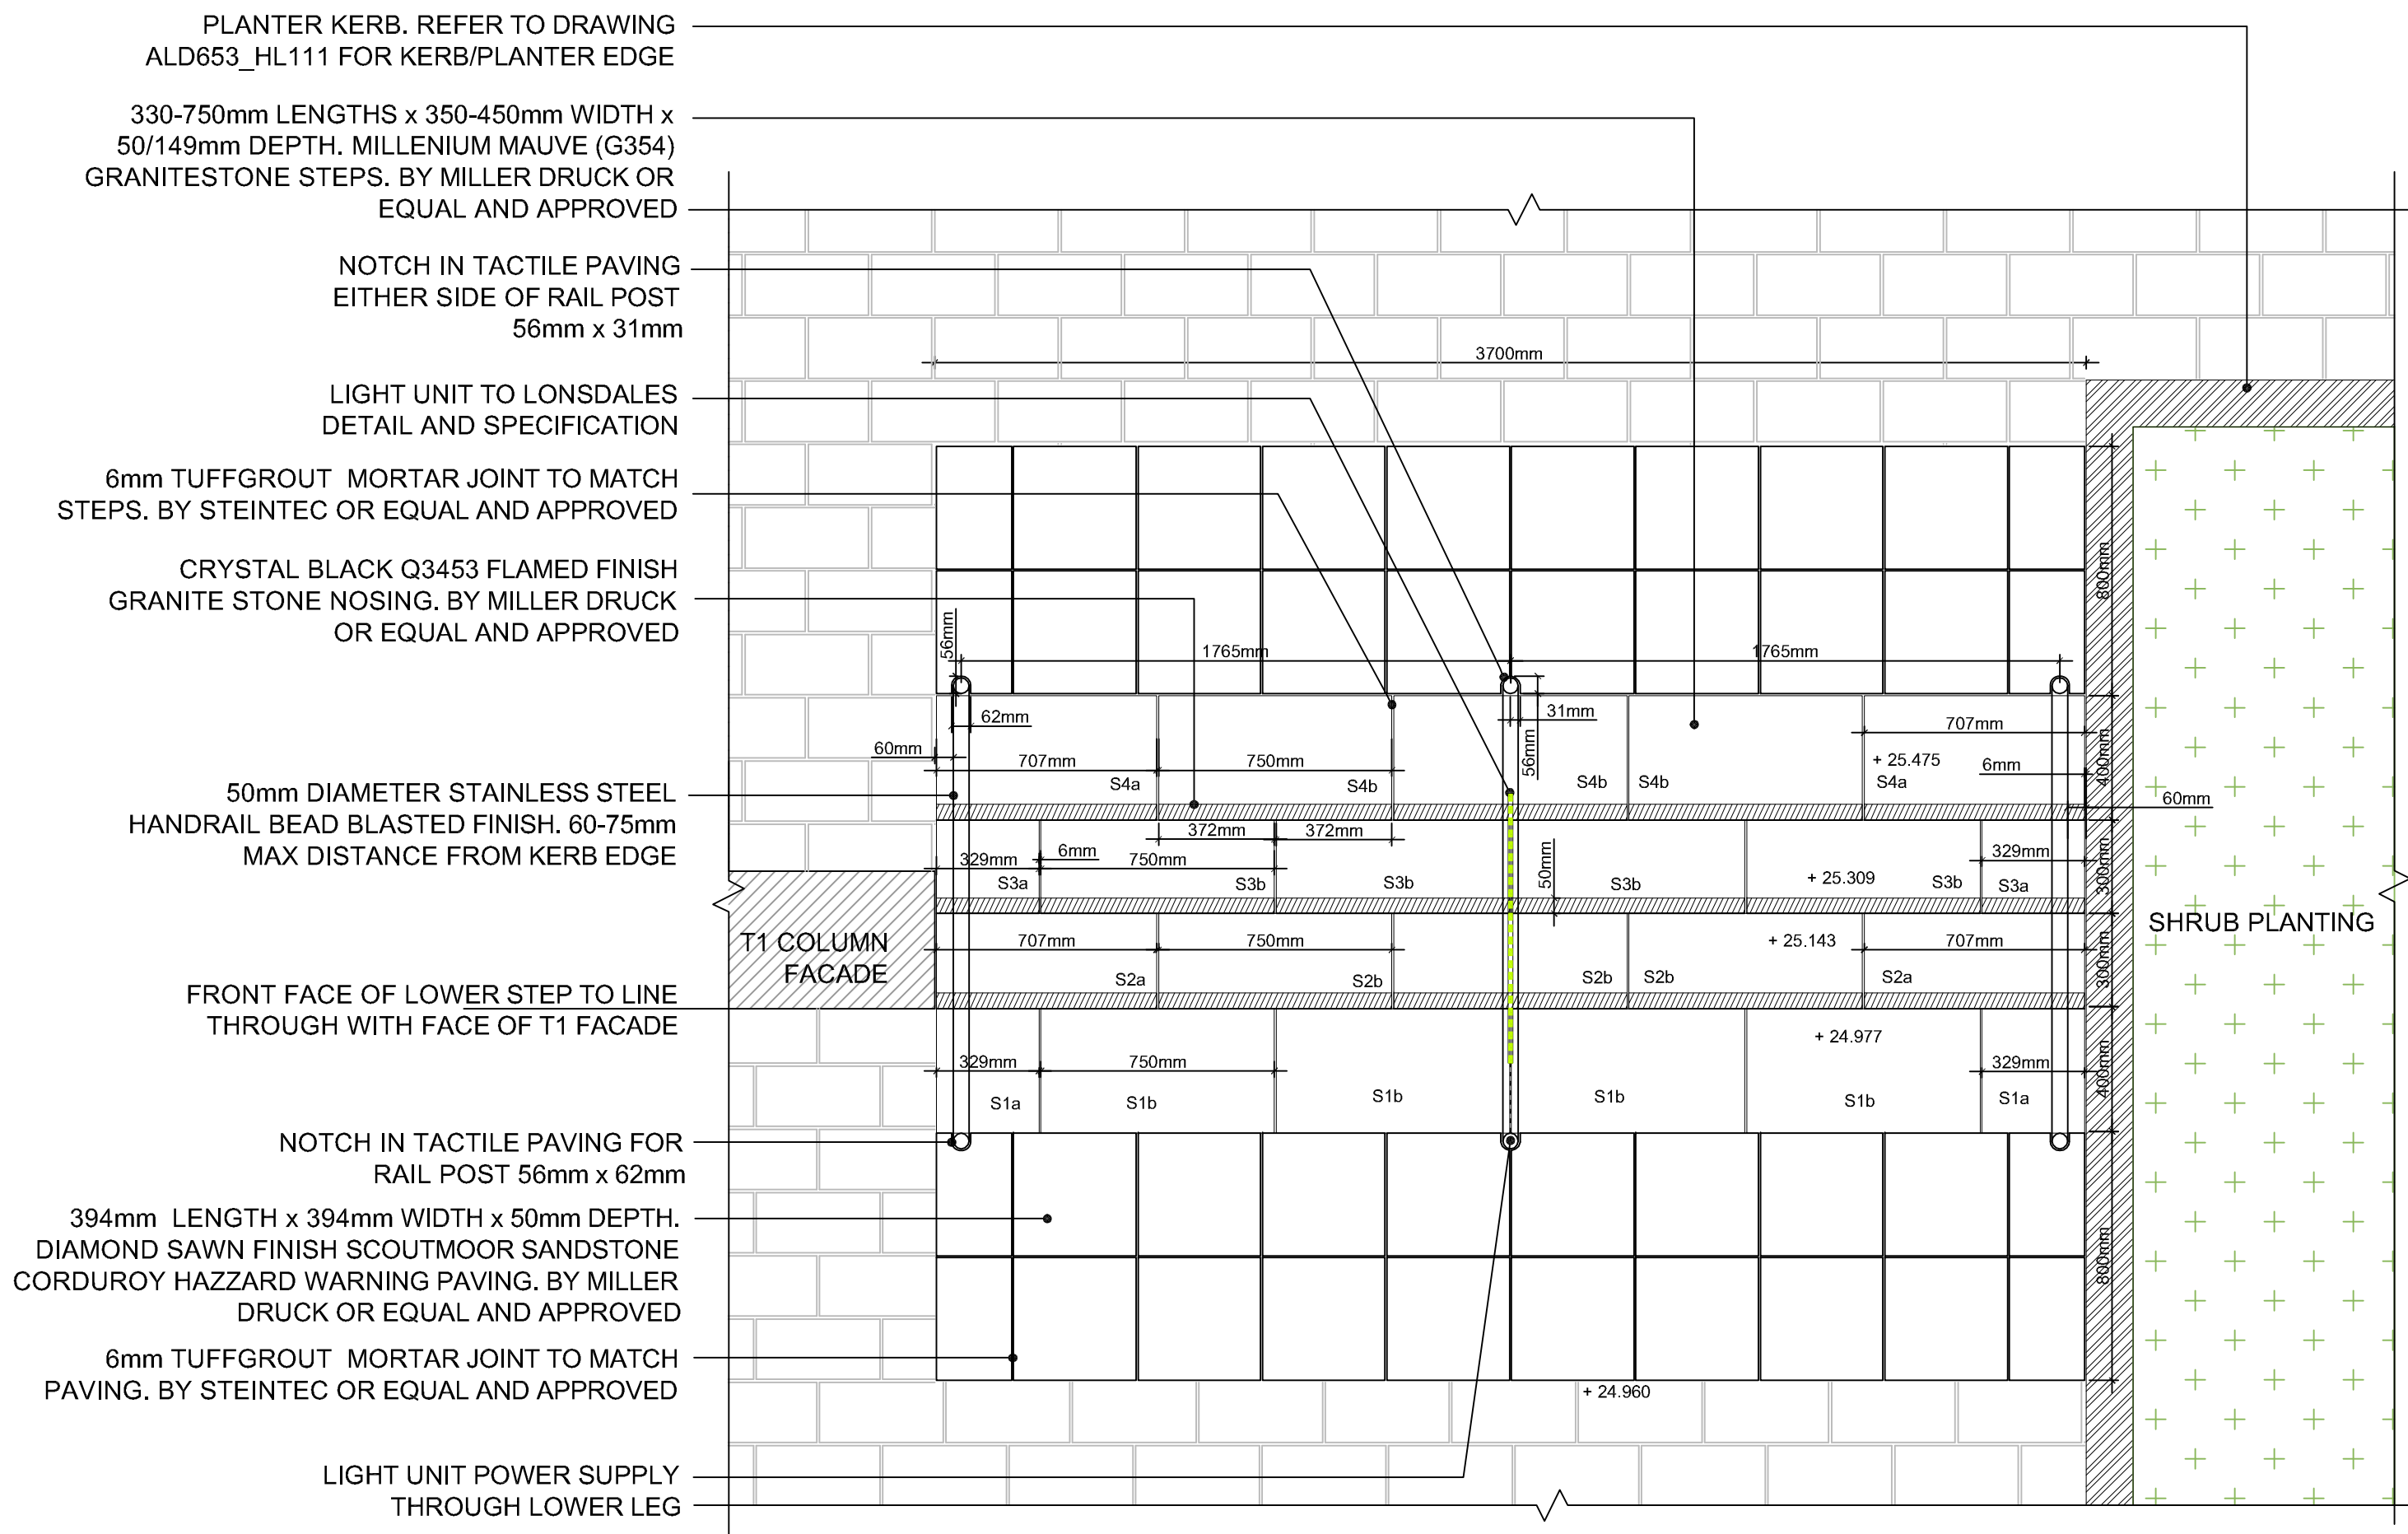 PLANTER KERB. REFER TO DRAWING
ALD653_HL111 FOR KERB/PLANTER EDGE
330-750mm LENGTHS x 350-450mm WIDTH x
50/149mm DEPTH. MILLENIUM MAUVE (G354)
GRANITESTONE STEPS. BY MILLER DRUCK OR
EQUAL AND APPROVED
NOTCH IN TACTILE PAVING
EITHER SIDE OF RAIL POST
56mm x 31mm
LIGHT UNIT TO LONSDALES
DETAIL AND SPECIFICATION
6mm TUFFGROUT MORTAR JOINT TO MATCH
STEPS. BY STEINTEC OR EQUAL AND APPROVED
CRYSTAL BLACK Q3453 FLAMED FINISH
GRANITE STONE NOSING. BY MILLER DRUCK
OR EQUAL AND APPROVED
50mm DIAMETER STAINLESS STEEL
HANDRAIL BEAD BLASTED FINISH. 60-75mm
MAX DISTANCE FROM KERB EDGE
T1 COLUMN
FACADE
FRONT FACE OF LOWER STEP TO LINE
THROUGH WITH FACE OF T1 FACADE
NOTCH IN TACTILE PAVING FOR
RAIL POST 56mm x 62mm
394mm LENGTH x 394mm WIDTH x 50mm DEPTH.
DIAMOND SAWN FINISH SCOUTMOOR SANDSTONE
CORDUROY HAZZARD WARNING PAVING. BY MILLER
DRUCK OR EQUAL AND APPROVED
6mm TUFFGROUT MORTAR JOINT TO MATCH
PAVING. BY STEINTEC OR EQUAL AND APPROVED
LIGHT UNIT POWER SUPPLY
THROUGH LOWER LEG
3700mm
800mm
56mm
1765mm
1765mm
62mm
31mm
707mm
60mm
707mm
750mm
56mm
+ 25.475
6mm
400mm
S4a
S4b
S4b
S4b
S4a
60mm
372mm
372mm
329mm
6mm
750mm
50mm
329mm
300mm
S3a
S3b
S3b
S3b
+ 25.309
S3b
S3a
SHRUB PLANTING
707mm
750mm
+ 25.143
707mm
300mm
S2a
S2b
S2b
S2b
S2a
+ 24.977
329mm
750mm
329mm
400mm
S1a
S1b
S1b
S1b
S1b
S1a
800mm
+ 24.960